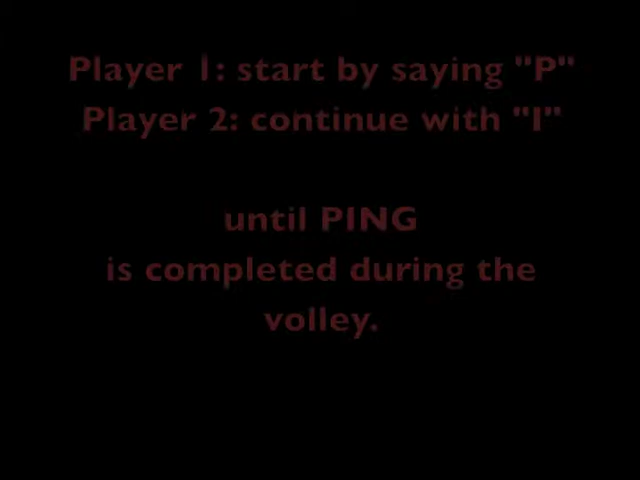 Player 1: start by saying "P"
Player 2: continue with "I"
until PING
is completed during the
volley.